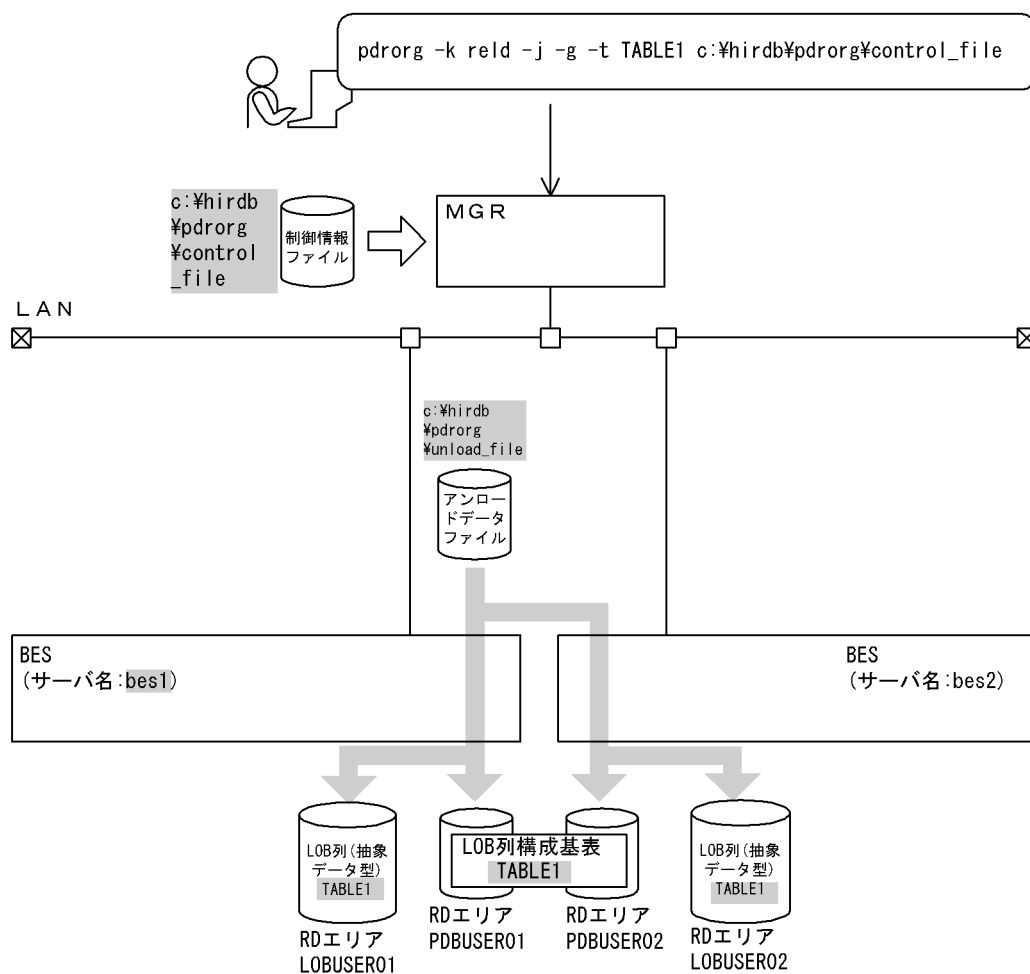 pdrorg -k reld -j -g -t TABLE1 c:¥hirdb¥pdrorg¥control_file
c:¥hirdb
¥pdrorg
¥control
_file
制御情報
ファイル
ＭＧＲ
ＬＡＮ
c:¥hirdb
¥pdrorg
¥unload_file
アンロー
ドデータ
ファイル
BES
(サーバ名:bes1)
BES
(サーバ名:bes2)
LOB列(抽象
データ型)
TABLE1
LOB列構成基表
TABLE1
LOB列(抽象
データ型)
TABLE1
RDエリア
LOBUSER01
RDエリア
PDBUSER01
RDエリア
PDBUSER02
RDエリア
LOBUSER02